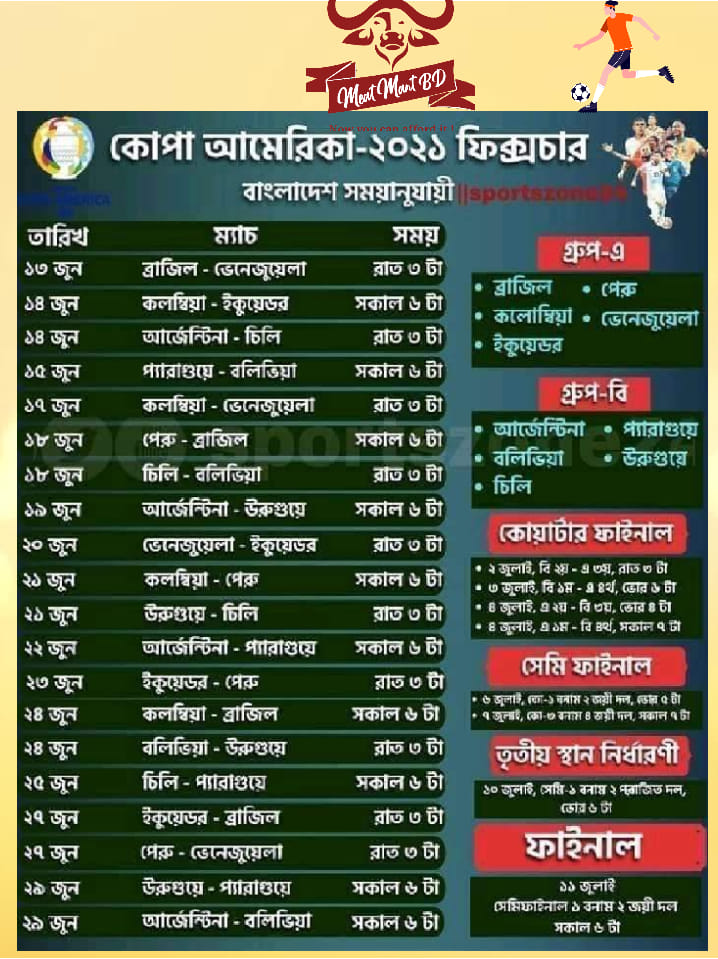 Meat Mart BD
Now you can afford it !
কোপা আমেরিকা-২০২১ ফিক্সচার
বাংলাদেশ সময়ানুযায়ী||sportszone24
তারিখ ম্যাচ সময়
১৩ জুন ব্রাজিল - ভেনেজুয়েলা রাত ৩ টা
১৪ জুন কলম্বিয়া - ইকুয়েডর সকাল ৬ টা
১৪ জুন আর্জেন্টিনা - চিলি রাত ৩ টা
১৫ জুন প্যারাগুয়ে - বলিভিয়া সকাল ৬ টা
১৭ জুন কলম্বিয়া - ভেনেজুয়েলা রাত ৩ টা
১৮ জুন পেরু - ব্রাজিল সকাল ৬ টা
১৮ জুন চিলি - বলিভিয়া রাত ৩ টা
১৯ জুন আর্জেন্টিনা - উরুগুয়ে সকাল ৬ টা
২০ জুন ভেনেজুয়েলা - ইকুয়েডর রাত ৩ টা
২১ জুন কলম্বিয়া - পেরু সকাল ৬ টা
২১ জুন উরুগুয়ে - চিলি রাত ৩ টা
২২ জুন আর্জেন্টিনা - প্যারাগুয়ে সকাল ৬ টা
২৩ জুন ইকুয়েডর - পেরু রাত ৩ টা
২৪ জুন কলম্বিয়া - ব্রাজিল সকাল ৬ টা
২৪ জুন বলিভিয়া - উরুগুয়ে রাত ৩ টা
২৫ জুন চিলি - প্যারাগুয়ে সকাল ৬ টা
২৭ জুন ইকুয়েডর - ব্রাজিল রাত ৩ টা
২৭ জুন পেরু - ভেনেজুয়েলা রাত ৩ টা
২৯ জুন উরুগুয়ে - প্যারাগুয়ে সকাল ৬ টা
২৯ জুন আর্জেন্টিনা - বলিভিয়া সকাল ৬ টা
গ্রুপ-এ
• ব্রাজিল • পেরু
• কলোম্বিয়া • ভেনেজুয়েলা
• ইকুয়েডর
গ্রুপ-বি
• আর্জেন্টিনা • প্যারাগুয়ে
• বলিভিয়া • উরুগুয়ে
• চিলি
কোয়ার্টার ফাইনাল
• ২ জুলাই, বি ২য় - এ ৩য়, রাত ৩ টা
• ৩ জুলাই, বি ১ম - এ ৪র্থ, ভোর ৬ টা
• ৪ জুলাই, এ ২য় - বি ৩য়, ভোর ৪ টা
• ৪ জুলাই, এ ১ম - বি ৪র্থ, সকাল ৭ টা
সেমি ফাইনাল
• ৬ জুলাই, কো-১ বনাম ২ জয়ী দল, ভোর ৫ টা
• ৭ জুলাই, কো-৩ বনাম ৪ জয়ী দল, সকাল ৭ টা
তৃতীয় স্থান নির্ধারণী
১০ জুলাই, সেমি-১ বনাম ২ পরাজিত দল,
ভোর ৬ টা
ফাইনাল
১১ জুলাই
সেমিফাইনাল ১ বনাম ২ জয়ী দল
সকাল ৬ টা